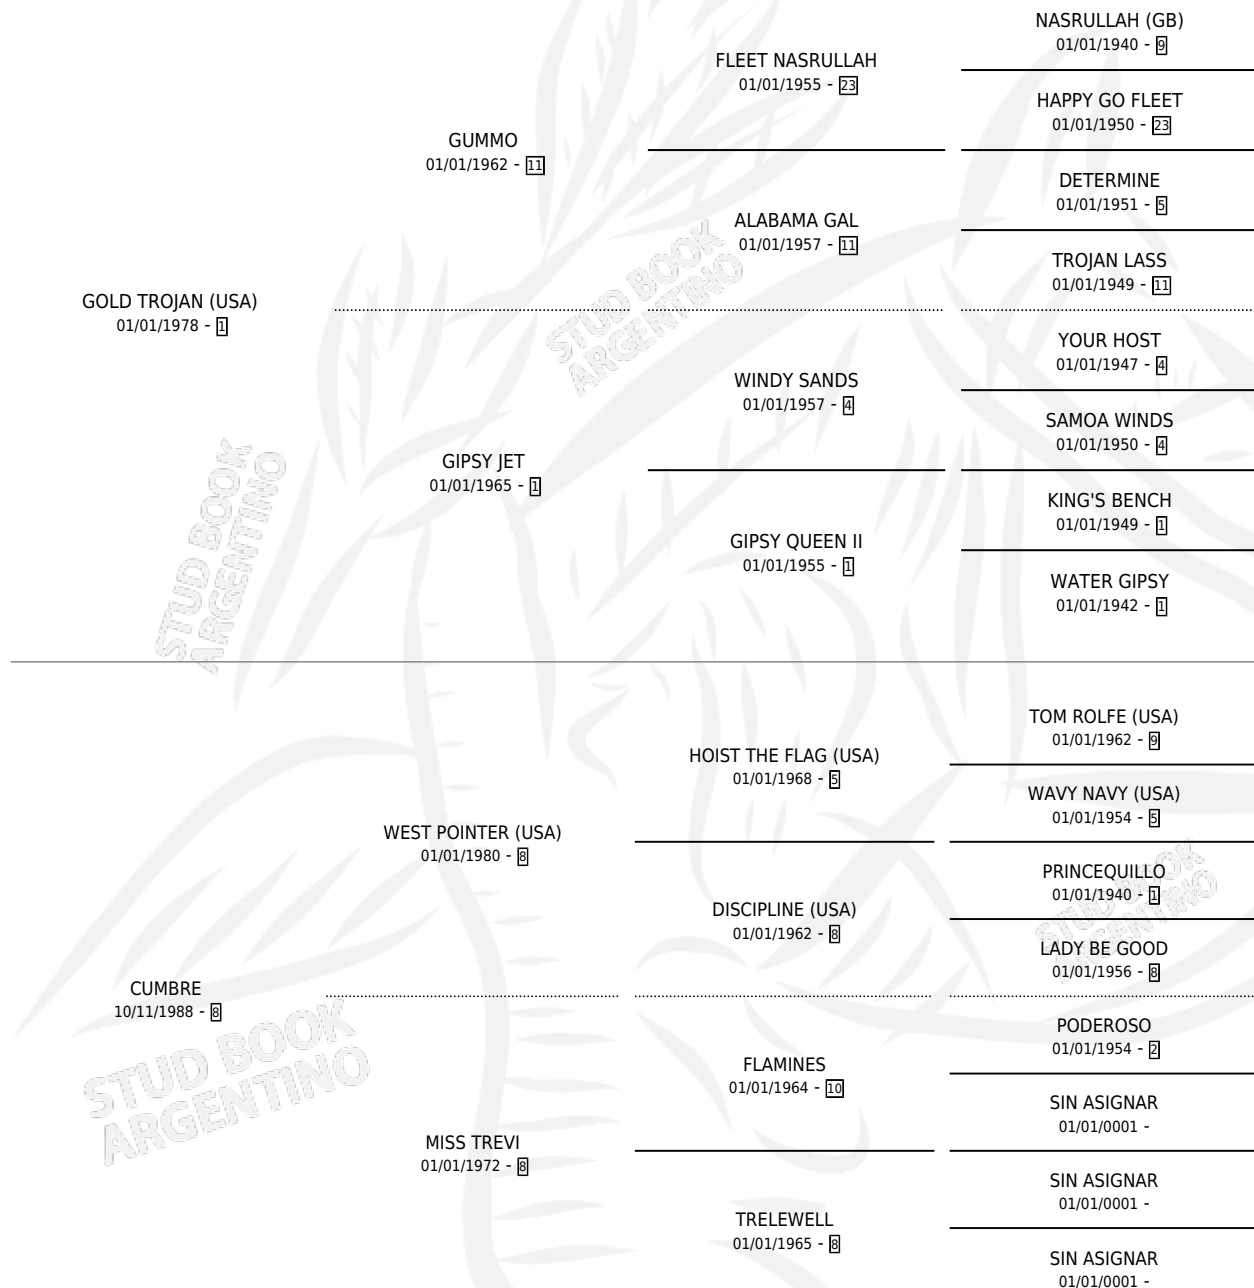 NASRULLAH (GB)
01/01/1940 - 9
FLEET NASRULLAH
01/01/1955 - 23
HAPPY GO FLEET
01/01/1950 - 23
GUMMO
01/01/1962 - 11
DETERMINE
01/01/1951 - 5
ALABAMA GAL
01/01/1957 - 11
TROJAN LASS
01/01/1949 - 11
GOLD TROJAN (USA)
01/01/1978 - 1
YOUR HOST
01/01/1947 - 4
WINDY SANDS
01/01/1957 - 4
SAMOA WINDS
01/01/1950 - 4
GIPSY JET
01/01/1965 - 1
KING'S BENCH
01/01/1949 - 1
GIPSY QUEEN II
01/01/1955 - 1
WATER GIPSY
01/01/1942 - 1
STUD BOOK
ARGENTINO
STUD BOOK
ARGENTINO
TOM ROLFE (USA)
01/01/1962 - 9
HOIST THE FLAG (USA)
01/01/1968 - 5
WAVY NAVY (USA)
01/01/1954 - 5
WEST POINTER (USA)
01/01/1980 - 8
PRINCEQUILLO
01/01/1940 - 1
DISCIPLINE (USA)
01/01/1962 - 8
LADY BE GOOD
01/01/1956 - 8
CUMBRE
10/11/1988 - 8
PODEROSO
01/01/1954 - 2
FLAMINES
01/01/1964 - 10
SIN ASIGNAR
01/01/0001 -
MISS TREVI
01/01/1972 - 8
SIN ASIGNAR
01/01/0001 -
TRELEWELL
01/01/1965 - 8
SIN ASIGNAR
01/01/0001 -
STUD BOOK
ARGENTINO
STUD BOOK
ARGENTINO